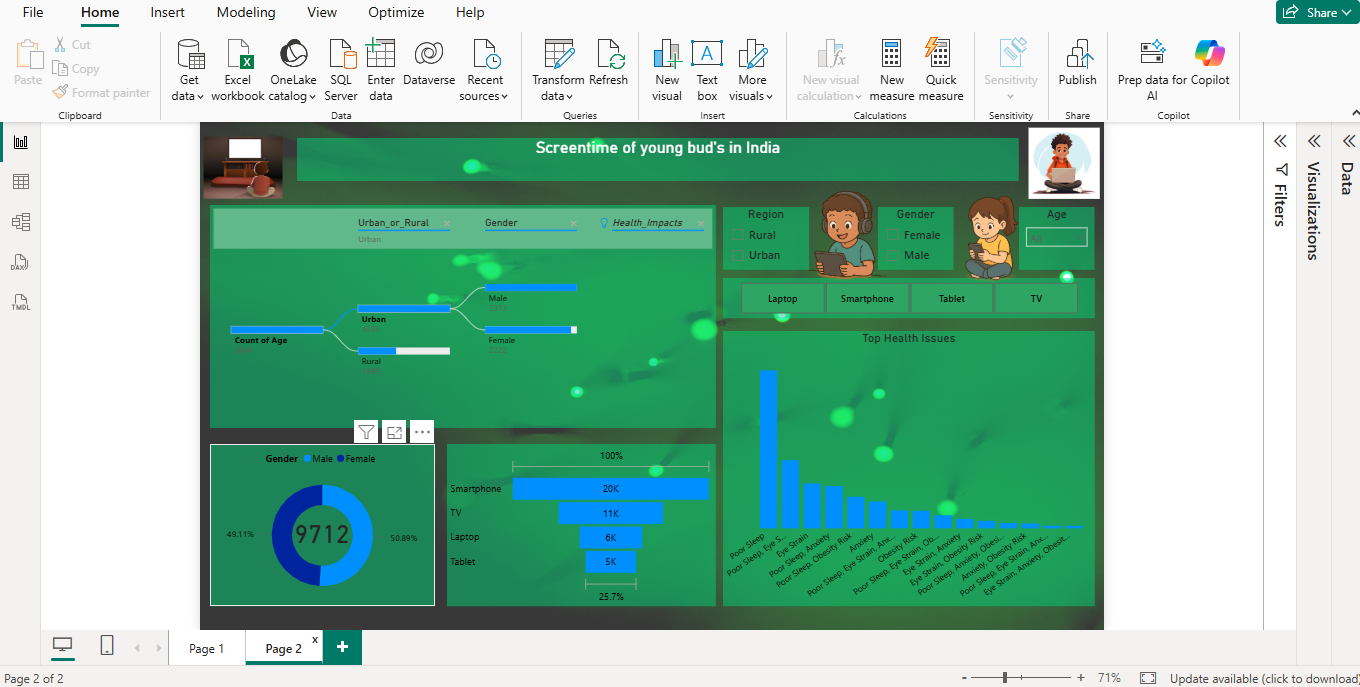 File Home Insert Modeling View Optimize Help
Share
Paste
Cut
Copy
Format painter
Clipboard
Get data
Excel workbook
OneLake catalog
SQL Server
Enter data
Dataverse
Recent sources
Data
Transform data
Refresh
Queries
New visual
Text box
More visuals
Insert
New visual calculation
New measure
Quick measure
Calculations
Sensitivity
Sensitivity
Publish
Share
Prep data for AI
Copilot
Copilot
DAX
TMDL
Screentime of young bud's in India
Urban_or_Rural
Urban
Gender
Health_Impacts
Count of Age
Urban
Rural
Male
Female
Region
Rural
Urban
Gender
Female
Male
Age
All
Laptop Smartphone Tablet TV
Gender Male Female
49.11%
9712
50.89%
100%
Smartphone 20K
TV 11K
Laptop 6K
Tablet 5K
25.7%
Top Health Issues
Poor Sleep
Poor Sleep, Eye S...
Eye Strain
Poor Sleep, Anxiety
Poor Sleep, Obesity Risk
Anxiety
Poor Sleep, Eye Strain, Anx...
Obesity Risk
Poor Sleep, Eye Strain, Ob...
Eye Strain, Anxiety
Eye Strain, Obesity Risk
Poor Sleep, Anxiety, Obesi...
Anxiety, Obesity Risk
Poor Sleep, Eye Strain, Anx...
Eye Strain, Anxiety, Obesit...
Filters
Visualizations
Data
Page 1
Page 2
Page 2 of 2
71%
Update available (click to download)